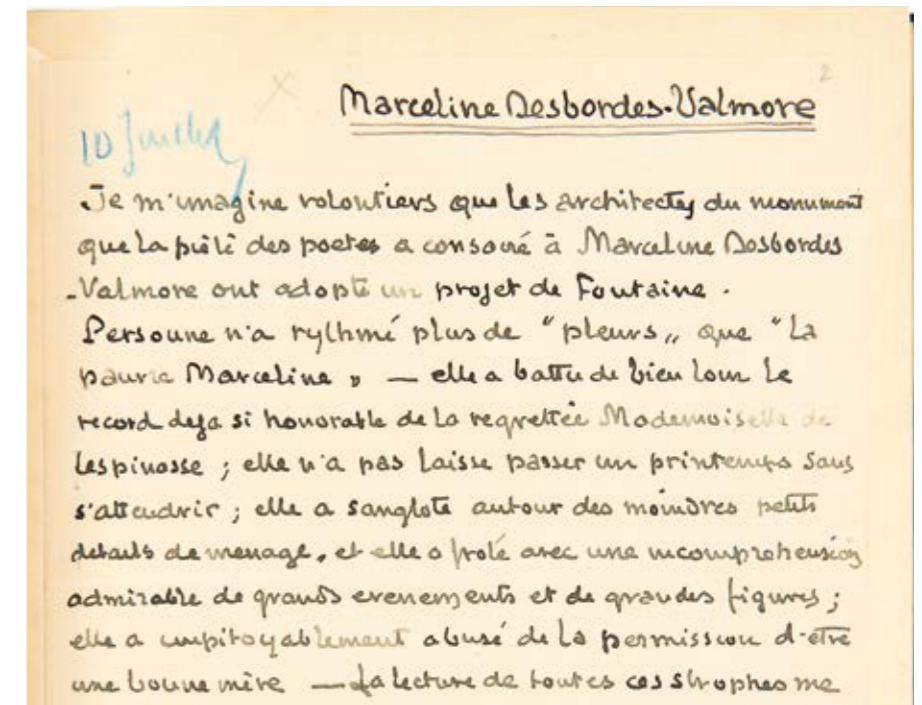 2
Marceline Desbordes-Valmore
10 Juillet
Je m'imagine volontiers que les architectes du monument
que la piété des poetes a consacré à Marceline Desbordes
-Valmore ont adopté un projet de Fontaine.
Personne n'a rythmé plus de "pleurs" que "La
pauvre Marceline" — elle a battu de bien loin le
record deja si honorable de la regrettée Mademoiselle de
Lespinasse ; elle n'a pas laisse passer un printemps sans
s'attendrir ; elle a sangloté autour des moindres petits
details de menage, et elle a frolé avec une incomprehension
admirable de grands evenements et de grandes figures ;
elle a impitoyablement abusé de la permission d'etre
une bonne mère — La lecture de toutes ces strophes me